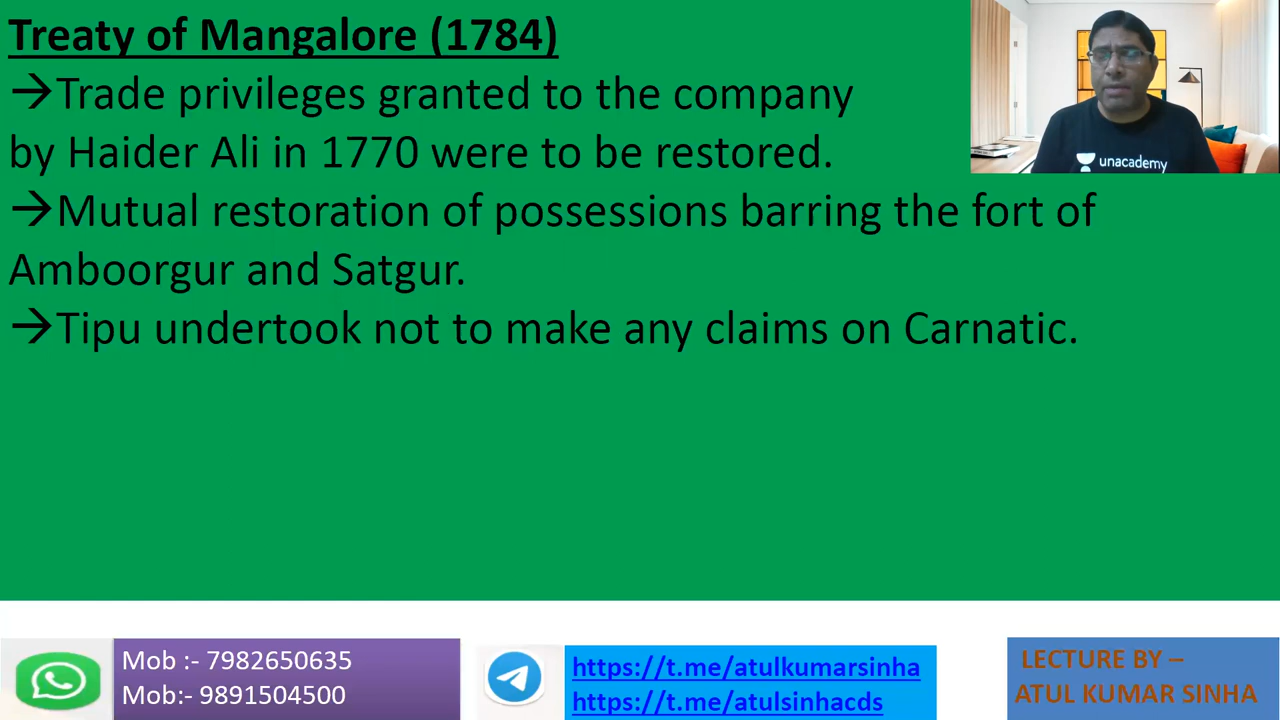 Treaty of Mangalore (1784)
→Trade privileges granted to the company
by Haider Ali in 1770 were to be restored.
→Mutual restoration of possessions barring the fort of
Amboorgur and Satgur.
→Tipu undertook not to make any claims on Carnatic.
unacademy
Mob :- 7982650635
Mob:- 9891504500
https://t.me/atulkumarsinha
https://t.me/atulsinhacds
LECTURE BY –
ATUL KUMAR SINHA